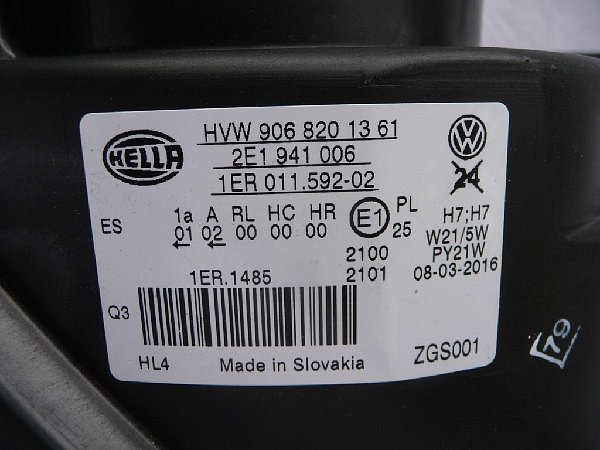 HELLA
HVW 906 820 13 61
2E1 941 006
1ER 011.592-02
VW
24
ES
1a A RL HC HR E1 PL
01 02 00 00 00 25
2100
2101
H7;H7
W21/5W
PY21W
08-03-2016
1ER.1485
Q3
HL4 Made in Slovakia ZGS001
79